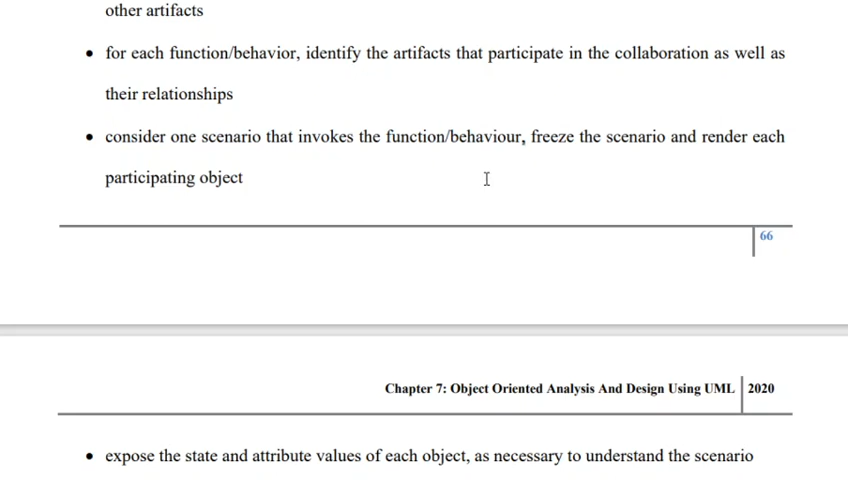 other artifacts
• for each function/behavior, identify the artifacts that participate in the collaboration as well as
their relationships
• consider one scenario that invokes the function/behaviour, freeze the scenario and render each
participating object
66
Chapter 7: Object Oriented Analysis And Design Using UML 2020
• expose the state and attribute values of each object, as necessary to understand the scenario